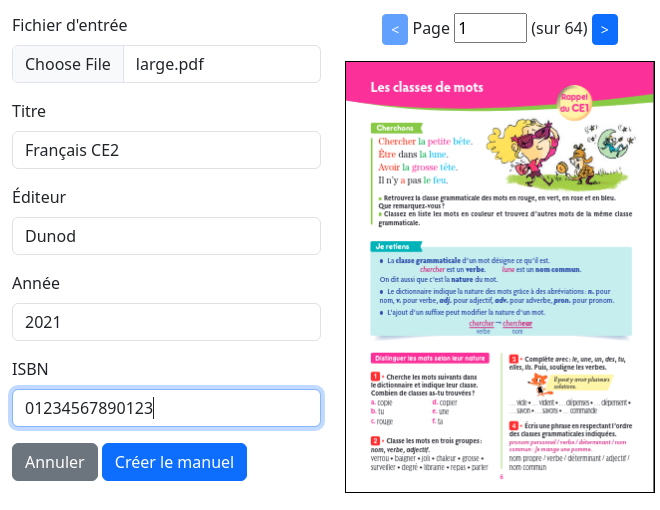 Fichier d'entrée
Choose File large.pdf
Titre
Français CE2
Éditeur
Dunod
Année
2021
ISBN
01234567890123
Annuler Créer le manuel
< Page 1 (sur 64) >
Les classes de mots
Rappel
du CE1
Cherchons
Chercher la petite bête.
Être dans la lune.
Avoir la grosse tête.
Il n'y a pas le feu.
• Retrouvez la classe grammaticale des mots en rouge, en vert, en rose et en bleu.
Que remarquez-vous ?
• Classez en liste les mots en couleur et trouvez d'autres mots de la même classe
grammaticale.
Je retiens
• La classe grammaticale d'un mot désigne ce qu'il est.
chercher est un verbe. lune est un nom commun.
On dit aussi que c'est la nature du mot.
• Le dictionnaire indique la nature des mots grâce à des abréviations : n. pour
nom, v. pour verbe, adj. pour adjectif, adv. pour adverbe, pron. pour pronom.
• L'ajout d'un suffixe peut modifier la nature d'un mot.
chercher → chercheur
verbe nom
Distinguer les mots selon leur nature
1 • Cherche les mots suivants dans
le dictionnaire et indique leur classe.
Combien de classes as-tu trouvées ?
a. copie d. copier
b. tu e. une
c. rouge f. ta
2 • Classe les mots en trois groupes :
nom, verbe, adjectif.
verrou • baigner • joli • chaleur • grosse •
surveiller • degré • librairie • repas • parler
3 • Complète avec : le, une, un, des, tu,
elles, ils. Puis, souligne les verbes.
Il peut y avoir plusieurs
solutions.
… vide • … vident • … dépenses • … dépensent •
… savon • … savons • … commande
4 • Écris une phrase en respectant l'ordre
des classes grammaticales indiquées.
pronom personnel / verbe / déterminant / nom
commun : Je mange une pomme.
nom propre / verbe / déterminant / adjectif /
nom commun
6